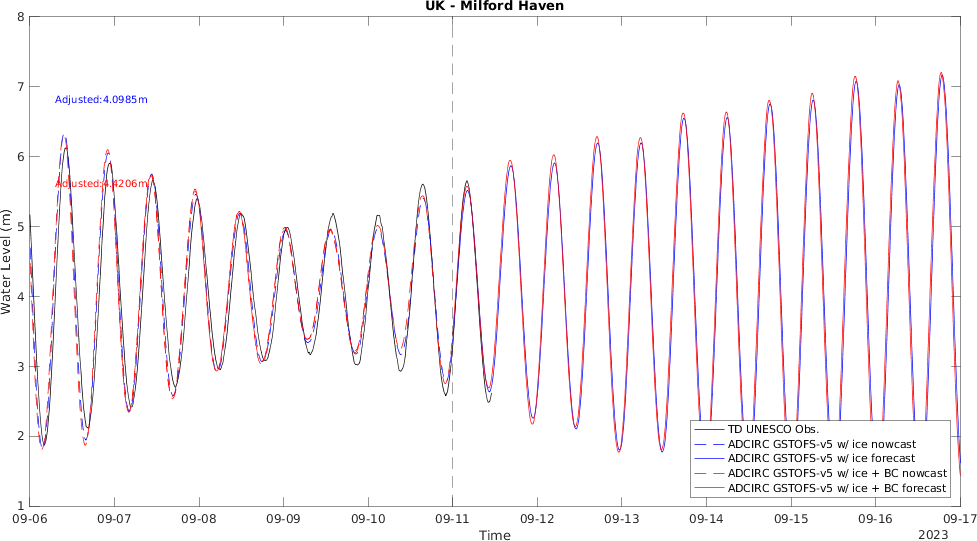 UK - Milford Haven
8
7
6
5
4
3
2
1
Water Level (m)
Adjusted:4.0985m
Adjusted:4.4206m
TD UNESCO Obs.
ADCIRC GSTOFS-v5 w/ ice nowcast
ADCIRC GSTOFS-v5 w/ ice forecast
ADCIRC GSTOFS-v5 w/ ice + BC nowcast
ADCIRC GSTOFS-v5 w/ ice + BC forecast
09-06 09-07 09-08 09-09 09-10 09-11 09-12 09-13 09-14 09-15 09-16 09-17
Time
2023